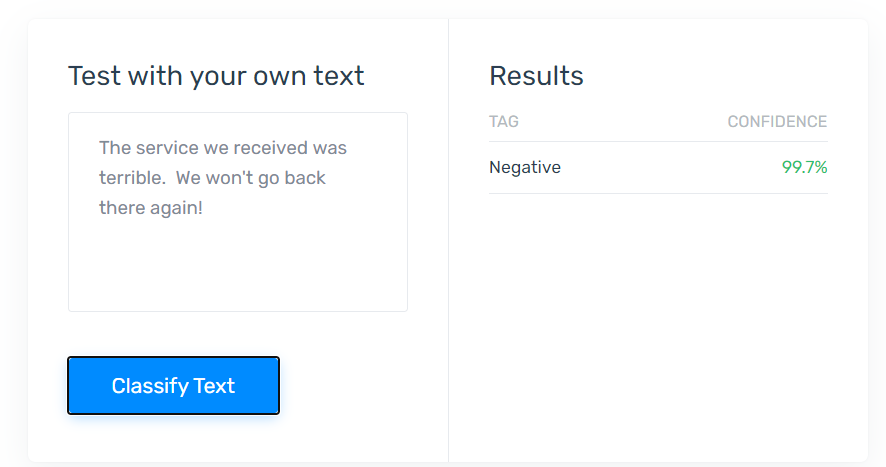 Test with your own text
The service we received was
terrible.  We won't go back
there again!
Classify Text
Results
TAG CONFIDENCE
Negative 99.7%